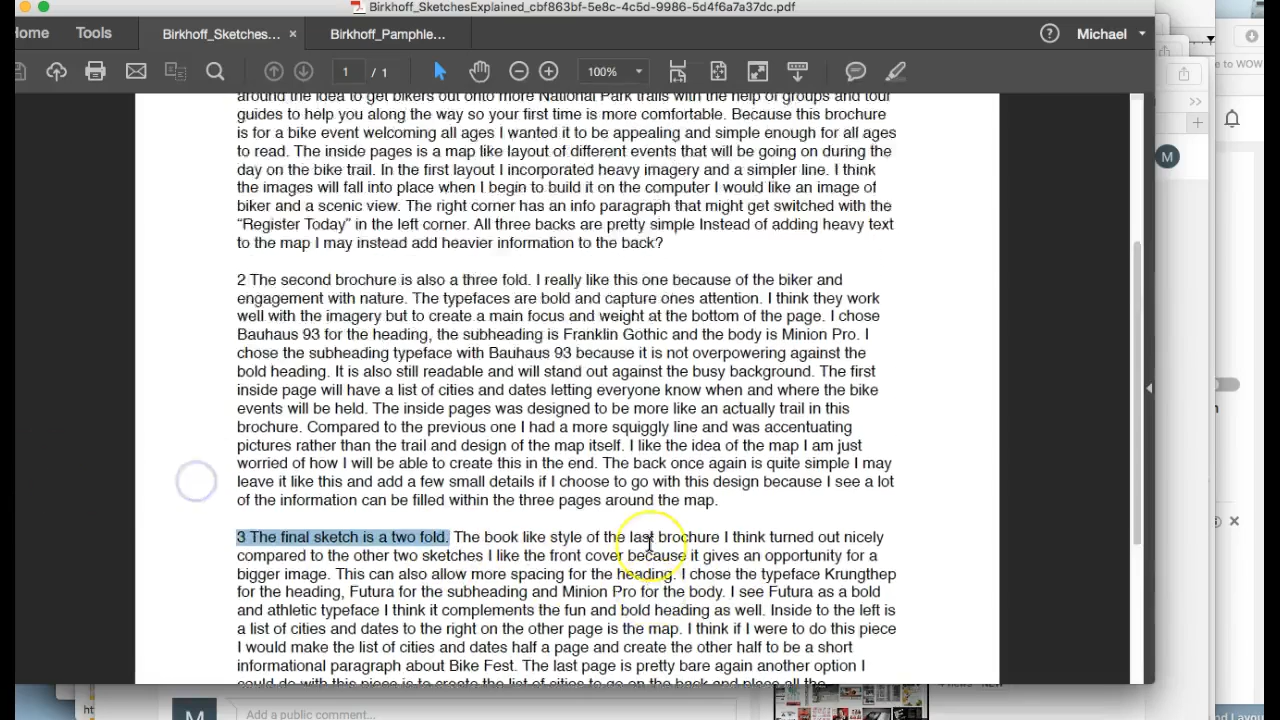 Birkhoff_SketchesExplained_cbf863bf-5e8c-4c5d-9986-5d4f6a7a37dc.pdf
Home Tools Birkhoff_Sketches... × Birkhoff_Pamphle... ? Michael
1 / 1 100%
around the idea to get bikers out onto more National Park trails with the help of groups and tour
guides to help you along the way so your first time is more comfortable. Because this brochure
is for a bike event welcoming all ages I wanted it to be appealing and simple enough for all ages
to read. The inside pages is a map like layout of different events that will be going on during the
day on the bike trail. In the first layout I incorporated heavy imagery and a simpler line. I think
the images will fall into place when I begin to build it on the computer I would like an image of
biker and a scenic view. The right corner has an info paragraph that might get switched with the
“Register Today” in the left corner. All three backs are pretty simple Instead of adding heavy text
to the map I may instead add heavier information to the back?
2 The second brochure is also a three fold. I really like this one because of the biker and
engagement with nature. The typefaces are bold and capture ones attention. I think they work
well with the imagery but to create a main focus and weight at the bottom of the page. I chose
Bauhaus 93 for the heading, the subheading is Franklin Gothic and the body is Minion Pro. I
chose the subheading typeface with Bauhaus 93 because it is not overpowering against the
bold heading. It is also still readable and will stand out against the busy background. The first
inside page will have a list of cities and dates letting everyone know when and where the bike
events will be held. The inside pages was designed to be more like an actually trail in this
brochure. Compared to the previous one I had a more squiggly line and was accentuating
pictures rather than the trail and design of the map itself. I like the idea of the map I am just
worried of how I will be able to create this in the end. The back once again is quite simple I may
leave it like this and add a few small details if I choose to go with this design because I see a lot
of the information can be filled within the three pages around the map.
3 The final sketch is a two fold. The book like style of the last brochure I think turned out nicely
compared to the other two sketches I like the front cover because it gives an opportunity for a
bigger image. This can also allow more spacing for the heading. I chose the typeface Krungthep
for the heading, Futura for the subheading and Minion Pro for the body. I see Futura as a bold
and athletic typeface I think it complements the fun and bold heading as well. Inside to the left is
a list of cities and dates to the right on the other page is the map. I think if I were to do this piece
I would make the list of cities and dates half a page and create the other half to be a short
informational paragraph about Bike Fest. The last page is pretty bare again another option I
could do with this piece is to create the list of cities to go on the back and place all the
e to WOW
M
M Add a public comment...
ht
nd Layou